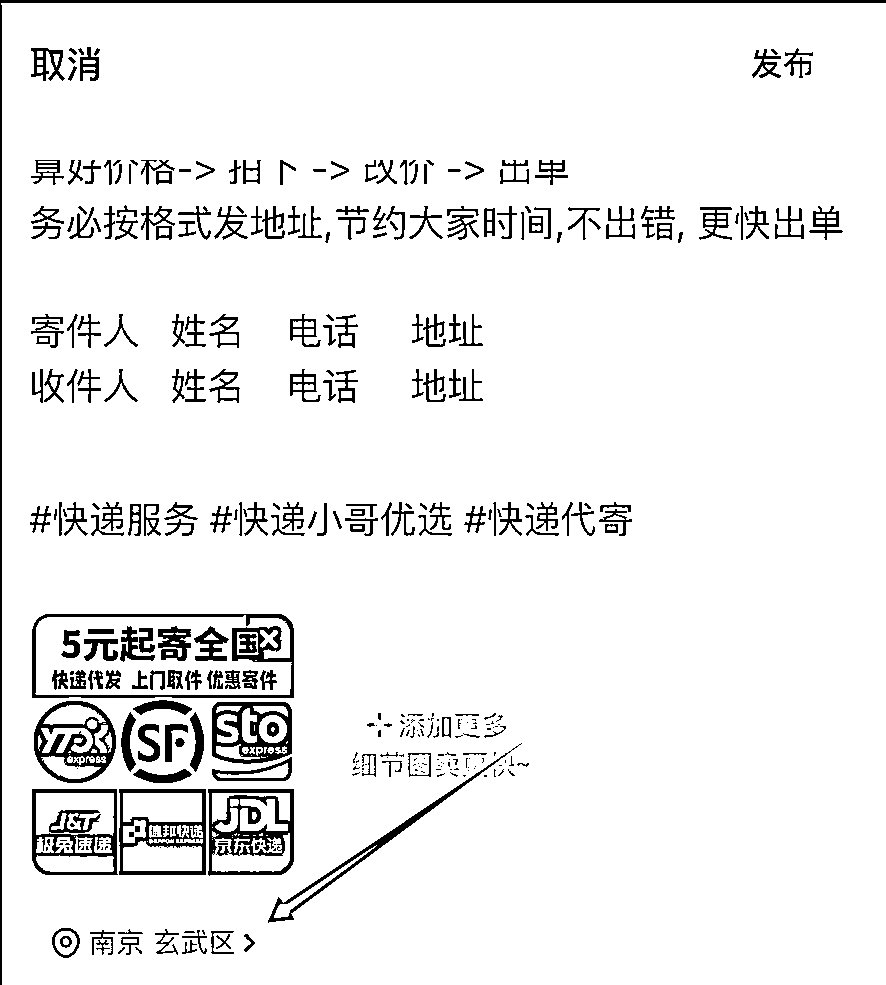 取消
发布
算好价格-> 拍下 -> 改价 -> 出单
务必按格式发地址,节约大家时间,不出错, 更快出单
寄件人 姓名 电话 地址
收件人 姓名 电话 地址
#快递服务 #快递小哥优选 #快递代寄
5元起寄全国
快递代发 上门取件 优惠寄件
YTO express
SF
sto express
J&T
极兔速递
德邦快递
JDL
京东快递
添加更多
细节图卖更快~
南京 玄武区